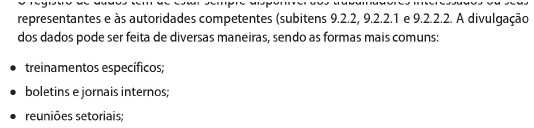 O registro de dados tem de estar sempre disponível aos trabalhadores interessados ou seus
representantes e às autoridades competentes (subitens 9.2.2, 9.2.2.1 e 9.2.2.2. A divulgação
dos dados pode ser feita de diversas maneiras, sendo as formas mais comuns:
• treinamentos específicos;
• boletins e jornais internos;
• reuniões setoriais;